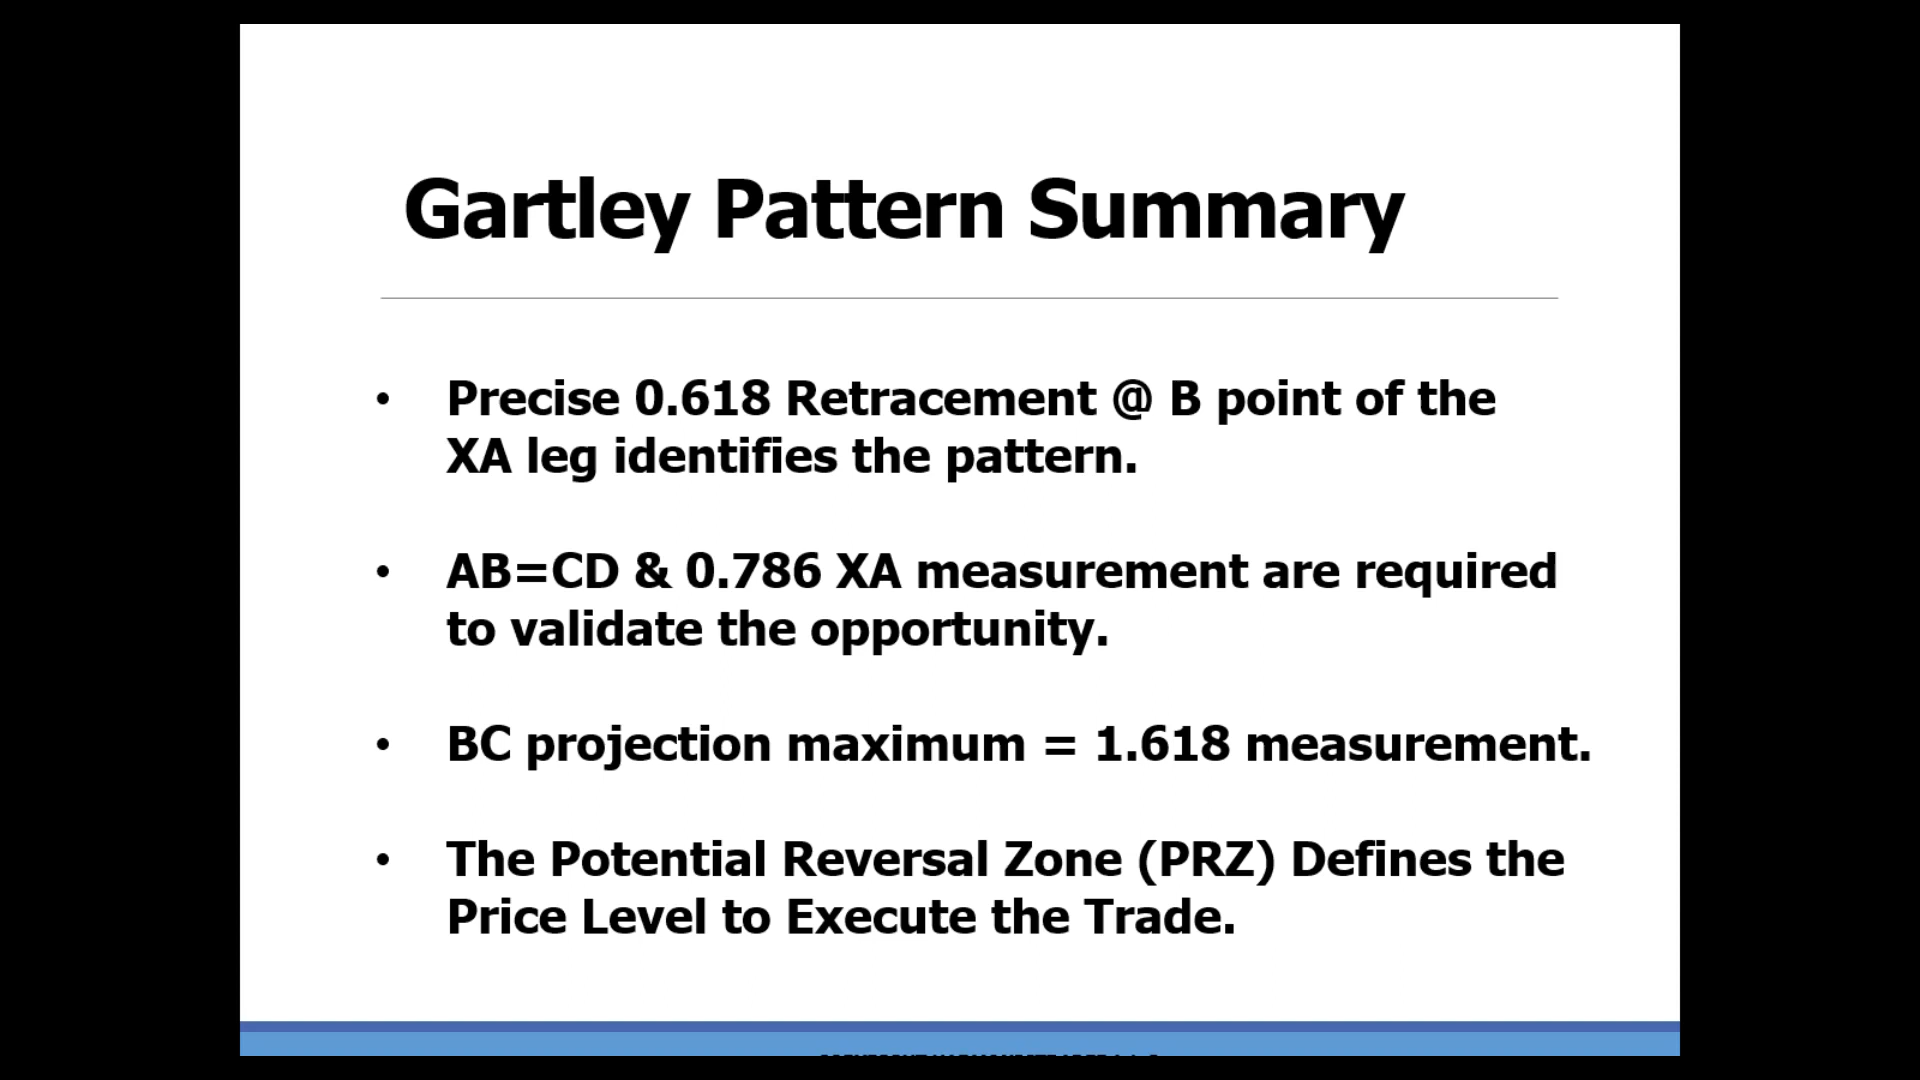 Gartley Pattern Summary
• Precise 0.618 Retracement @ B point of the
XA leg identifies the pattern.
• AB=CD & 0.786 XA measurement are required
to validate the opportunity.
• BC projection maximum = 1.618 measurement.
• The Potential Reversal Zone (PRZ) Defines the
Price Level to Execute the Trade.